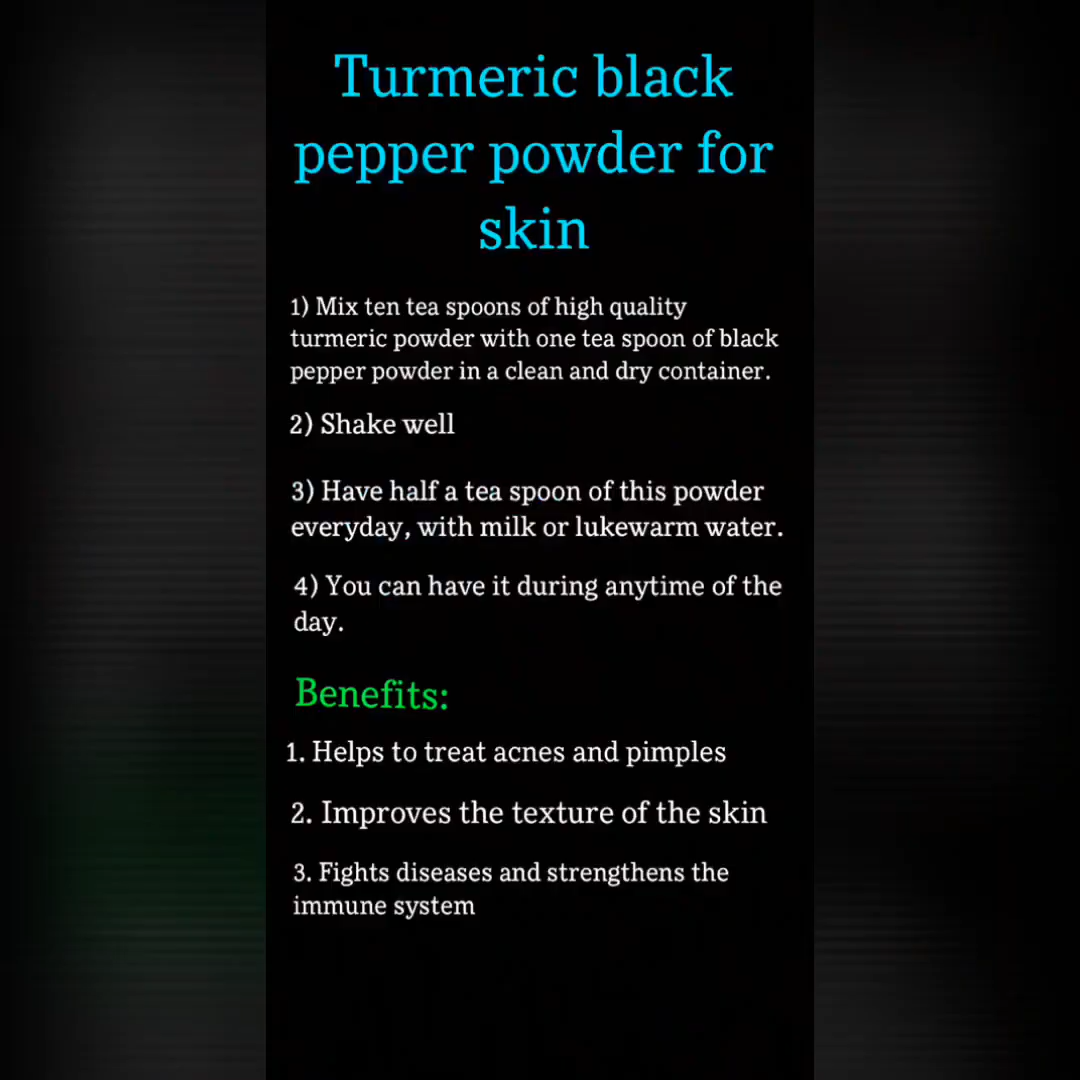 Turmeric black
pepper powder for
skin
1) Mix ten tea spoons of high quality
turmeric powder with one tea spoon of black
pepper powder in a clean and dry container.
2) Shake well
3) Have half a tea spoon of this powder
everyday, with milk or lukewarm water.
4) You can have it during anytime of the
day.
Benefits:
1. Helps to treat acnes and pimples
2. Improves the texture of the skin
3. Fights diseases and strengthens the
immune system